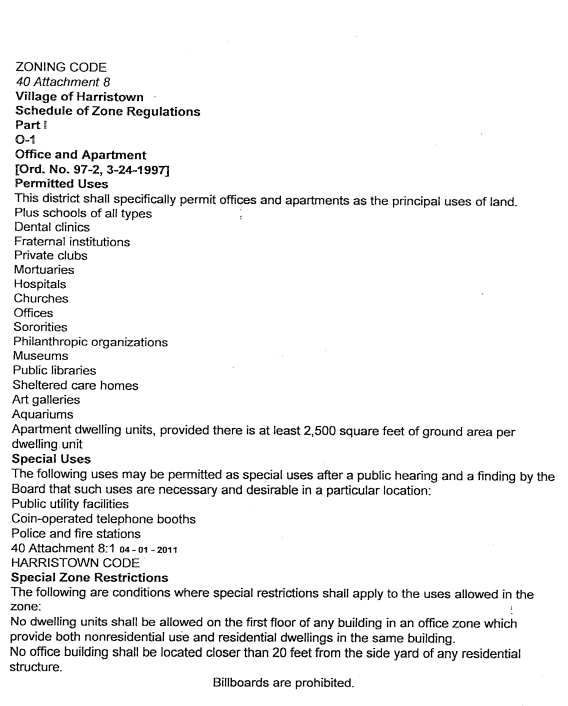 ZONING CODE
40 Attachment 8
Village of Harristown
Schedule of Zone Regulations
Part I
O-1
Office and Apartment
[Ord. No. 97-2, 3-24-1997]
Permitted Uses
This district shall specifically permit offices and apartments as the principal uses of land.
Plus schools of all types
Dental clinics
Fraternal institutions
Private clubs
Mortuaries
Hospitals
Churches
Offices
Sororities
Philanthropic organizations
Museums
Public libraries
Sheltered care homes
Art galleries
Aquariums
Apartment dwelling units, provided there is at least 2,500 square feet of ground area per
dwelling unit
Special Uses
The following uses may be permitted as special uses after a public hearing and a finding by the
Board that such uses are necessary and desirable in a particular location:
Public utility facilities
Coin-operated telephone booths
Police and fire stations
40 Attachment 8:1 04 - 01 - 2011
HARRISTOWN CODE
Special Zone Restrictions
The following are conditions where special restrictions shall apply to the uses allowed in the
zone:
No dwelling units shall be allowed on the first floor of any building in an office zone which
provide both nonresidential use and residential dwellings in the same building.
No office building shall be located closer than 20 feet from the side yard of any residential
structure.
Billboards are prohibited.